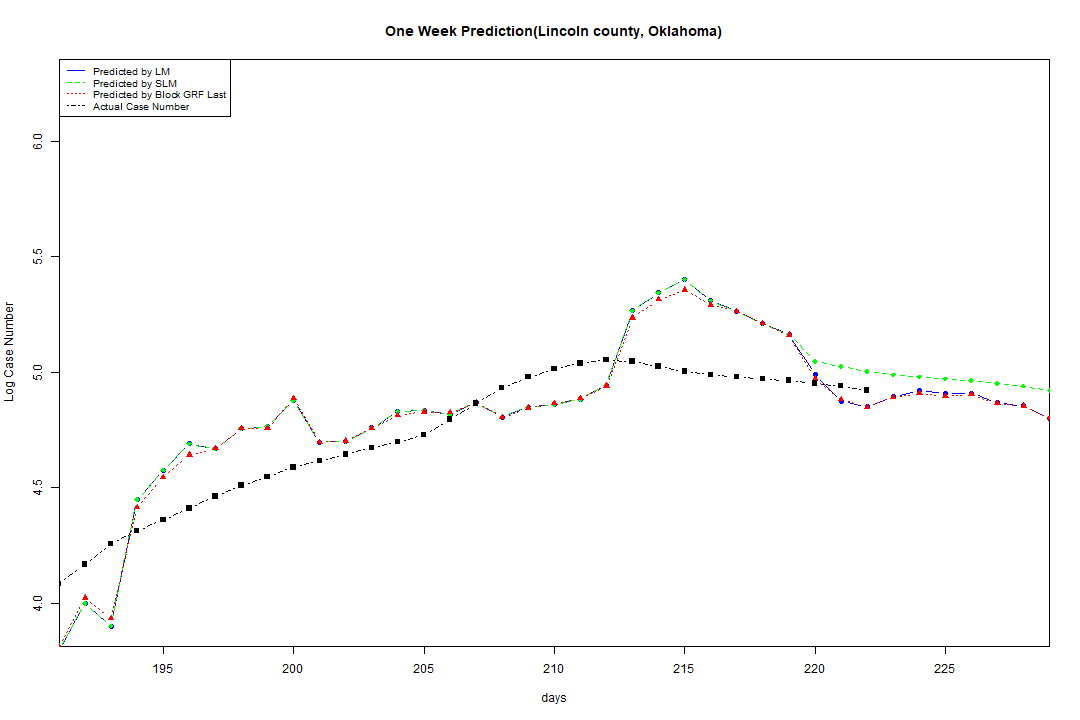 One Week Prediction(Lincoln county, Oklahoma)
Predicted by LM
Predicted by SLM
Predicted by Block GRF Last
Actual Case Number
Log Case Number
6.0
5.5
5.0
4.5
4.0
195 200 205 210 215 220 225
days